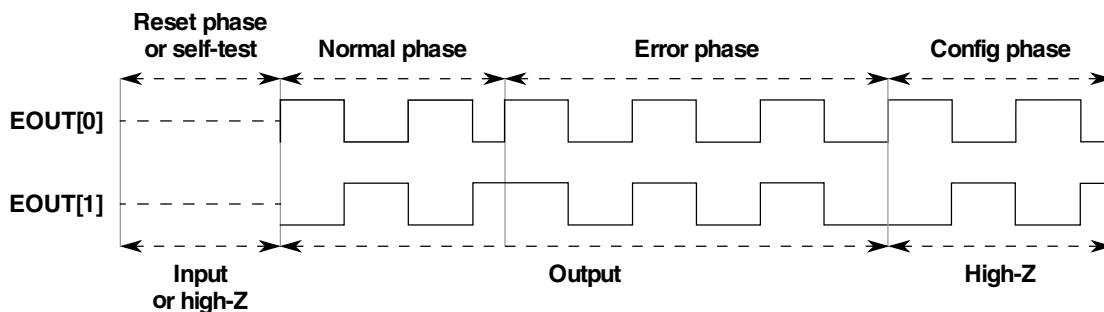 Reset phase
or self-test
Normal phase
Error phase
Config phase
EOUT[0]
EOUT[1]
Input
or high-Z
Output
High-Z